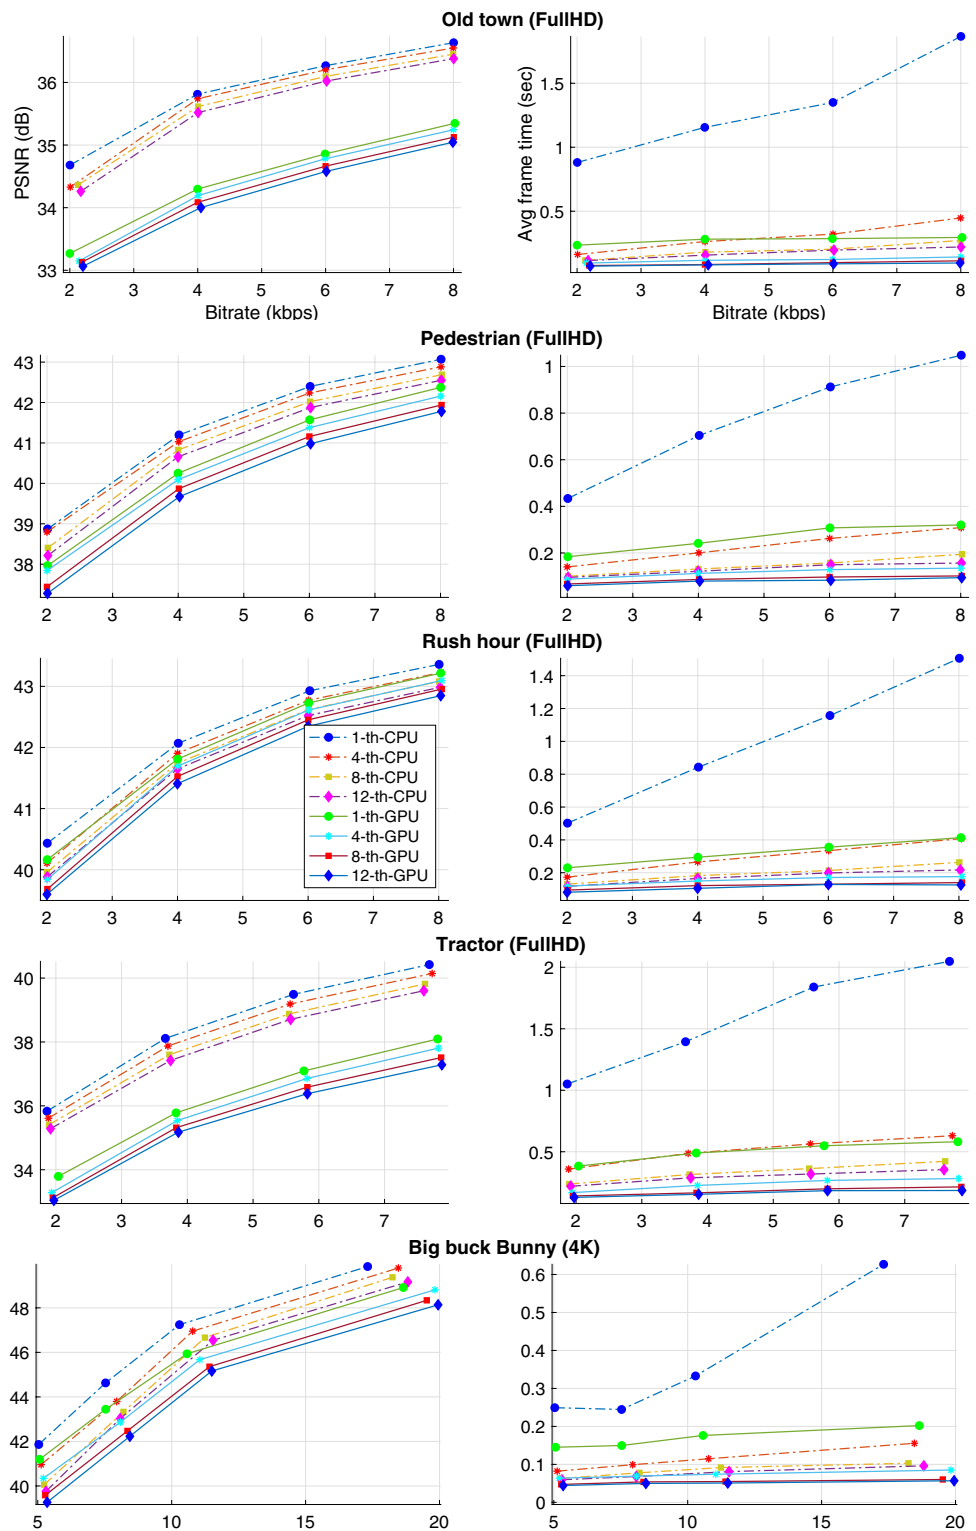 Old town (FullHD)
PSNR (dB)
36
35
34
33
2 3 4 5 6 7 8
Bitrate (kbps)
Avg frame time (sec)
1.5
1
0.5
2 3 4 5 6 7 8
Bitrate (kbps)
Pedestrian (FullHD)
43
42
41
40
39
38
2 3 4 5 6 7 8
1
0.8
0.6
0.4
0.2
2 3 4 5 6 7 8
Rush hour (FullHD)
43
42
41
40
2 3 4 5 6 7 8
1-th-CPU
4-th-CPU
8-th-CPU
12-th-CPU
1-th-GPU
4-th-GPU
8-th-GPU
12-th-GPU
1.4
1.2
1
0.8
0.6
0.4
0.2
2 3 4 5 6 7 8
Tractor (FullHD)
40
38
36
34
2 3 4 5 6 7
2
1.5
1
0.5
2 3 4 5 6 7
Big buck Bunny (4K)
48
46
44
42
40
5 10 15 20
0.6
0.5
0.4
0.3
0.2
0.1
0
5 10 15 20